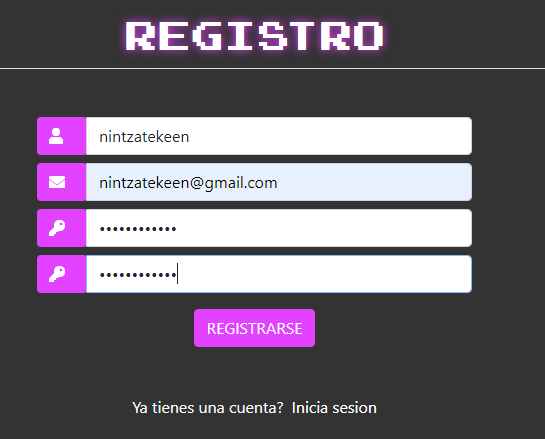 REGISTRO
nintzatekeen
nintzatekeen@gmail.com
••••••••••••
••••••••••••
REGISTRARSE
Ya tienes una cuenta? Inicia sesion